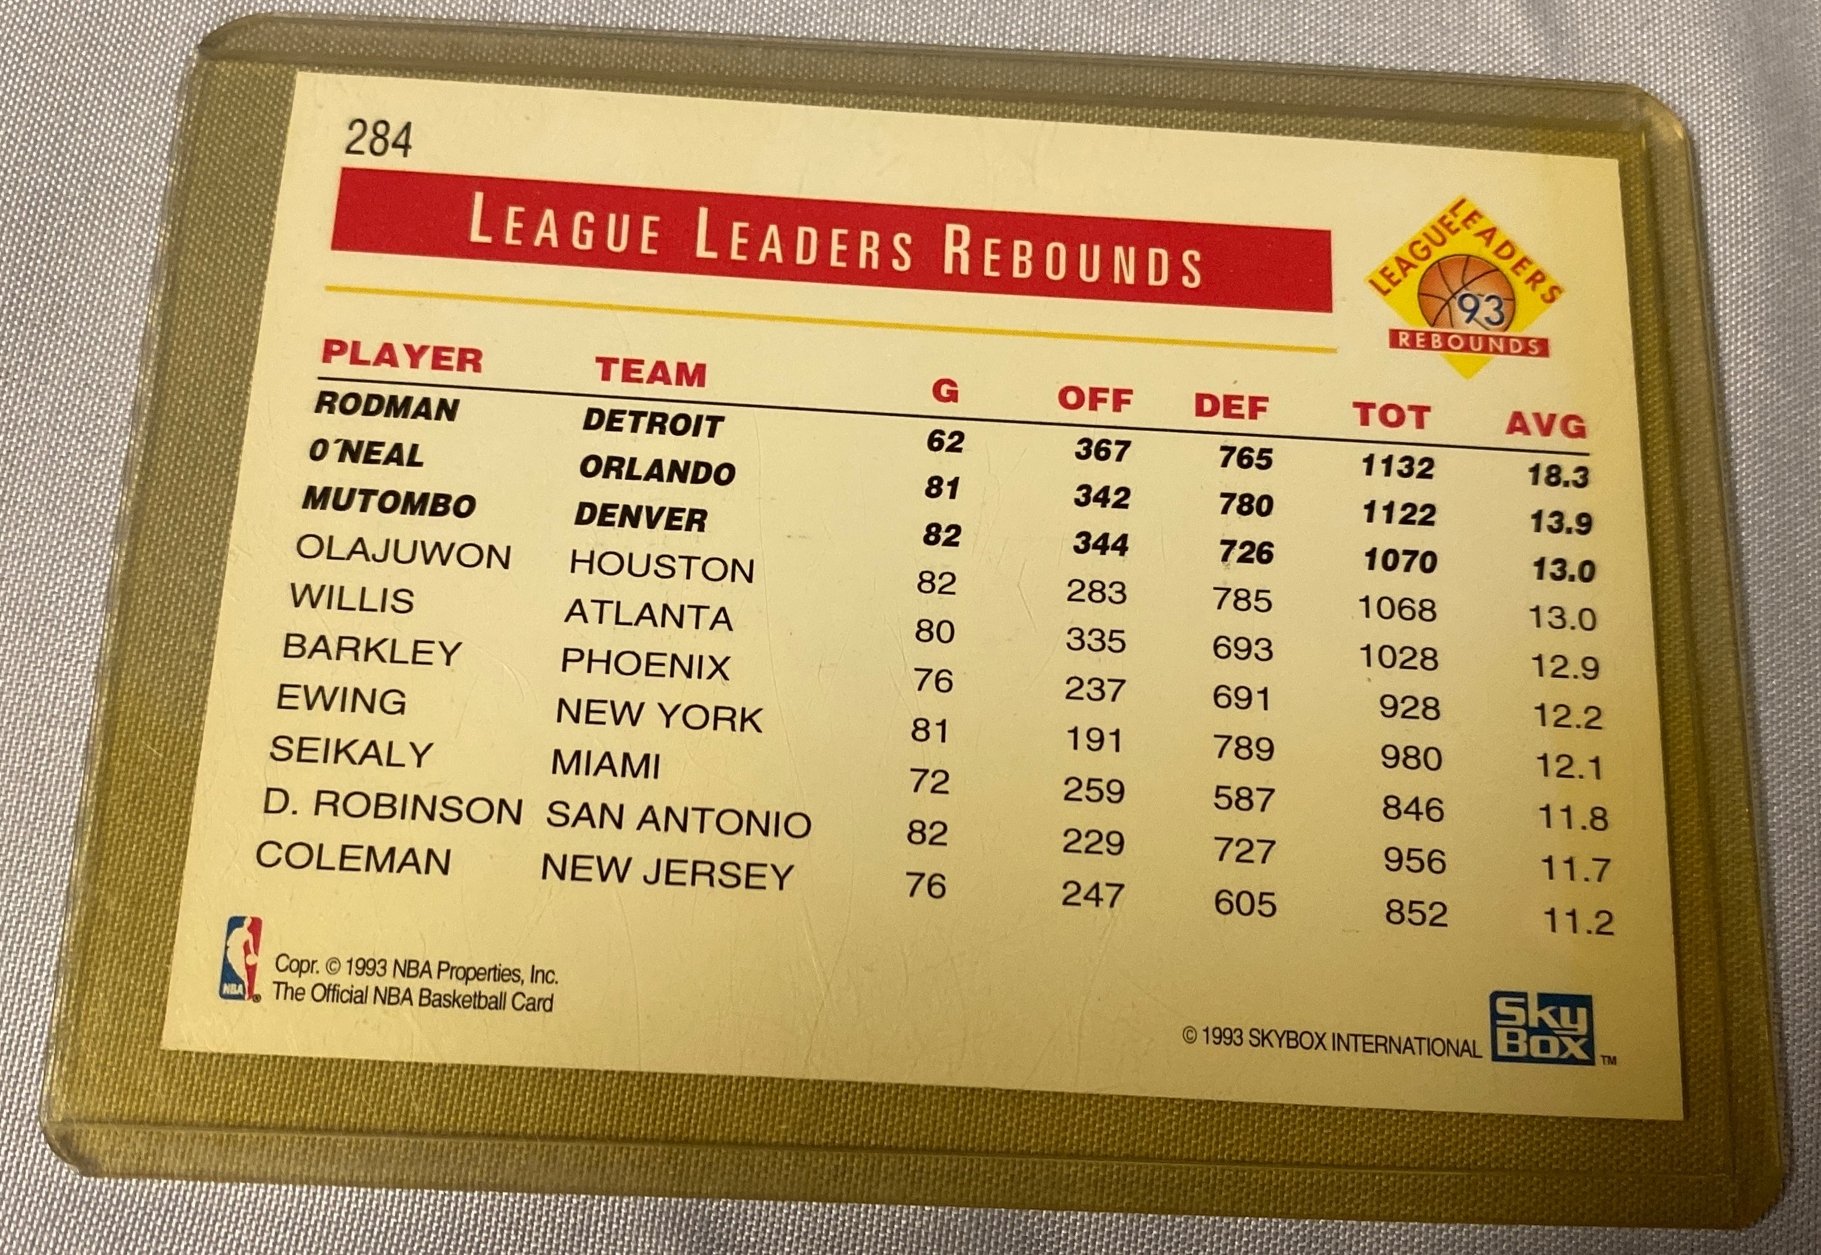 284
LEAGUE LEADERS REBOUNDS
LEAGUE LEADERS
93
REBOUNDS
PLAYER TEAM G OFF DEF TOT AVG
RODMAN DETROIT 62 367 765 1132 18.3
O´NEAL ORLANDO 81 342 780 1122 13.9
MUTOMBO DENVER 82 344 726 1070 13.0
OLAJUWON HOUSTON 82 283 785 1068 13.0
WILLIS ATLANTA 80 335 693 1028 12.9
BARKLEY PHOENIX 76 237 691 928 12.2
EWING NEW YORK 81 191 789 980 12.1
SEIKALY MIAMI 72 259 587 846 11.8
D. ROBINSON SAN ANTONIO 82 229 727 956 11.7
COLEMAN NEW JERSEY 76 247 605 852 11.2
NBA ®
Copr. © 1993 NBA Properties, Inc.
The Official NBA Basketball Card
© 1993 SKYBOX INTERNATIONAL
Sky
Box ™